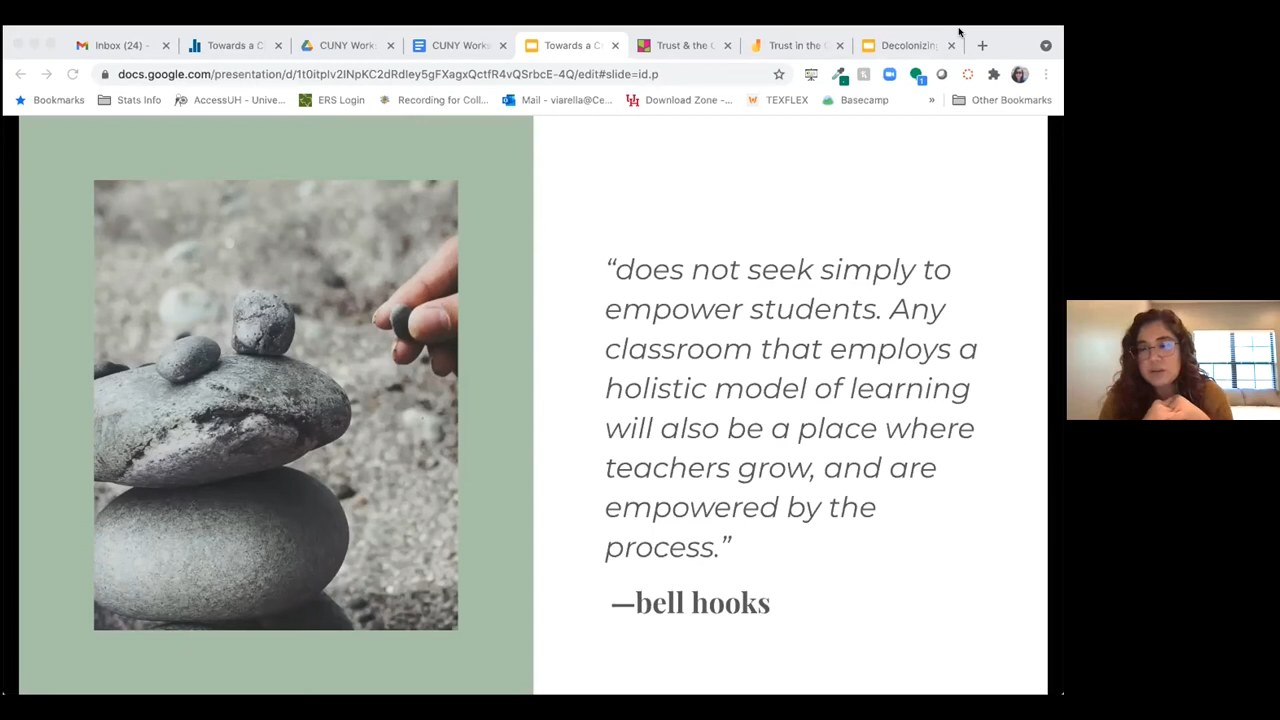 Inbox (24) -
Towards a C
CUNY Work
CUNY Works
Towards a C
Trust & the C
Trust in the C
Decolonizing
docs.google.com/presentation/d/1t0itplv2INpKC2dRdley5gFXagxQctfR4vQSrbcE-4Q/edit#slide=id.p
Bookmarks
Stats Info
AccessUH - Unive...
ERS Login
Recording for Coll...
Mail - viarella@Ce...
Download Zone -...
TEXFLEX
Basecamp
»
Other Bookmarks
“does not seek simply to
empower students. Any
classroom that employs a
holistic model of learning
will also be a place where
teachers grow, and are
empowered by the
process.”
—bell hooks